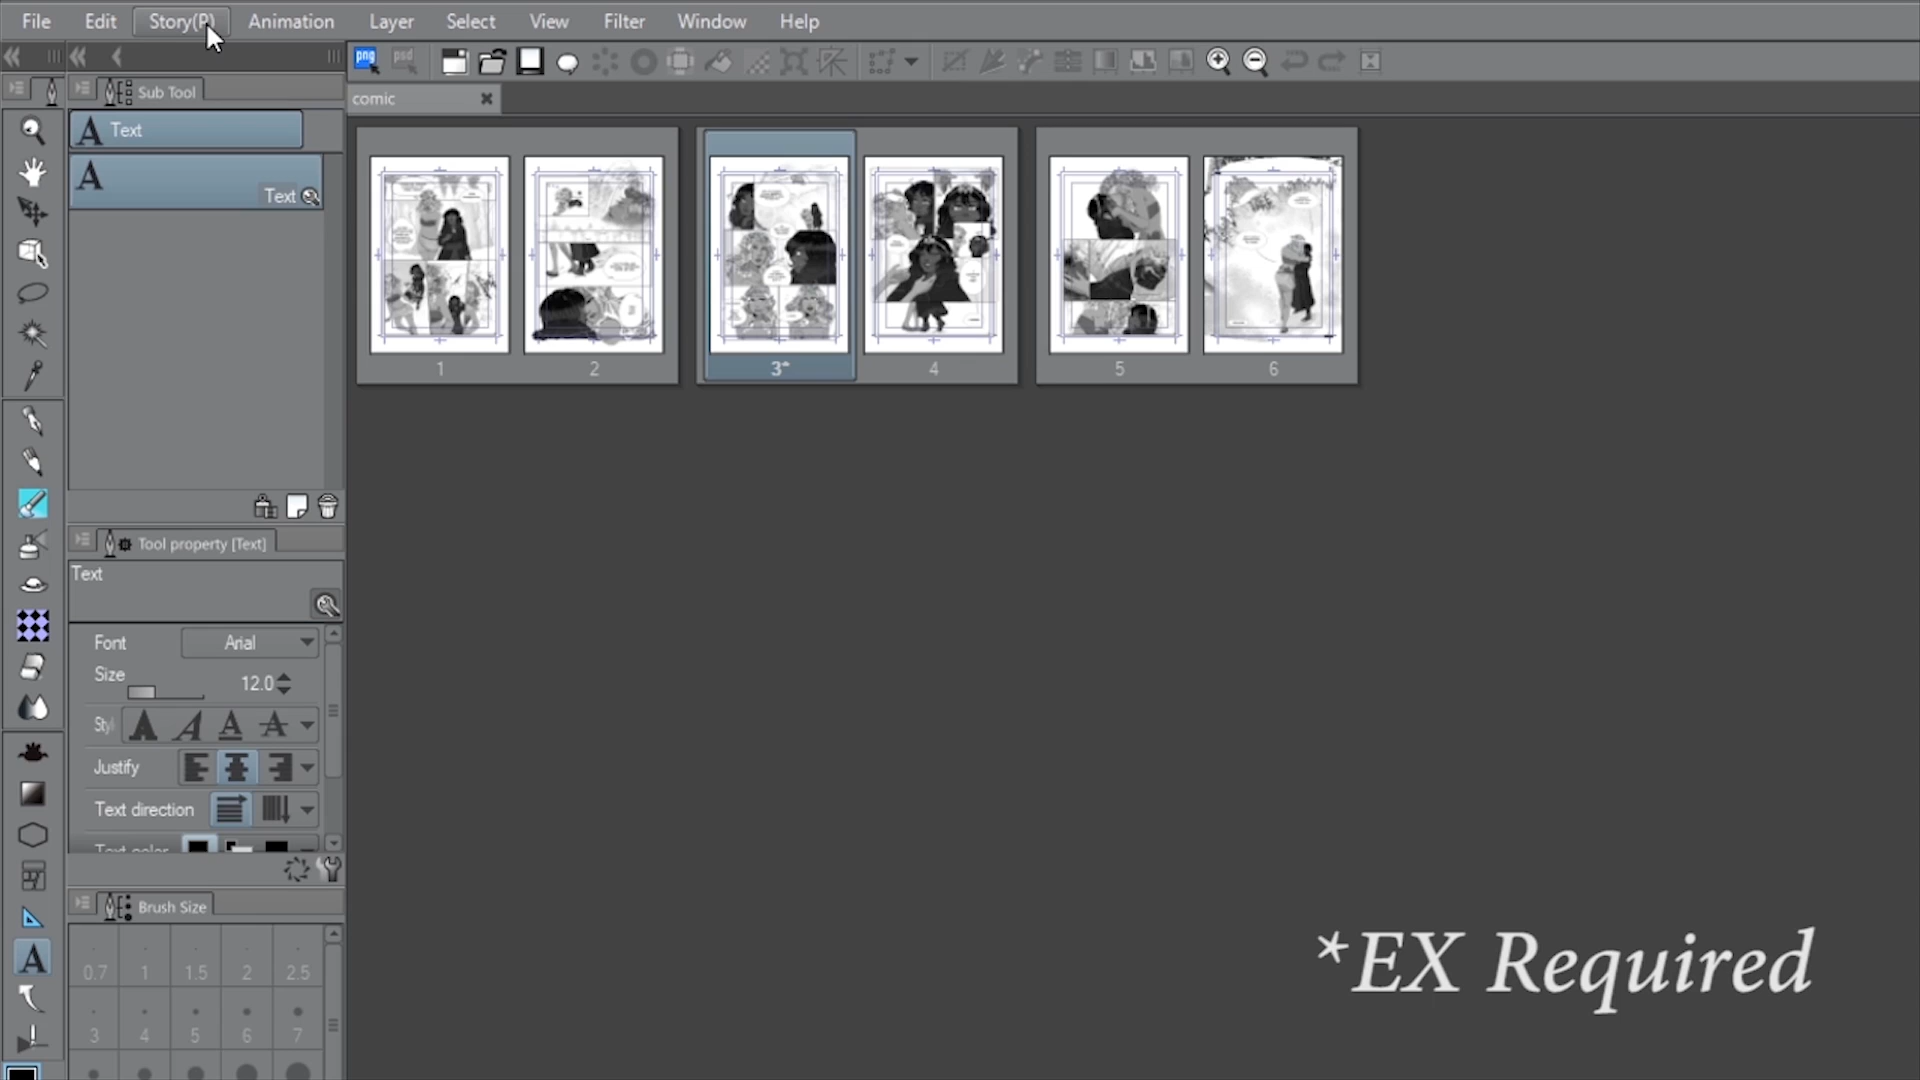 File Edit Story(P) Animation Layer Select View Filter Window Help
png psd
Sub Tool
comic
Text
Text
1 2 3* 4 5 6
Tool property [Text]
Text
Font Arial
Size 12.0
Justify
Text direction
Text color
Brush Size
0.7 1 1.5 2 2.5
3 4 5 6 7
*EX Required